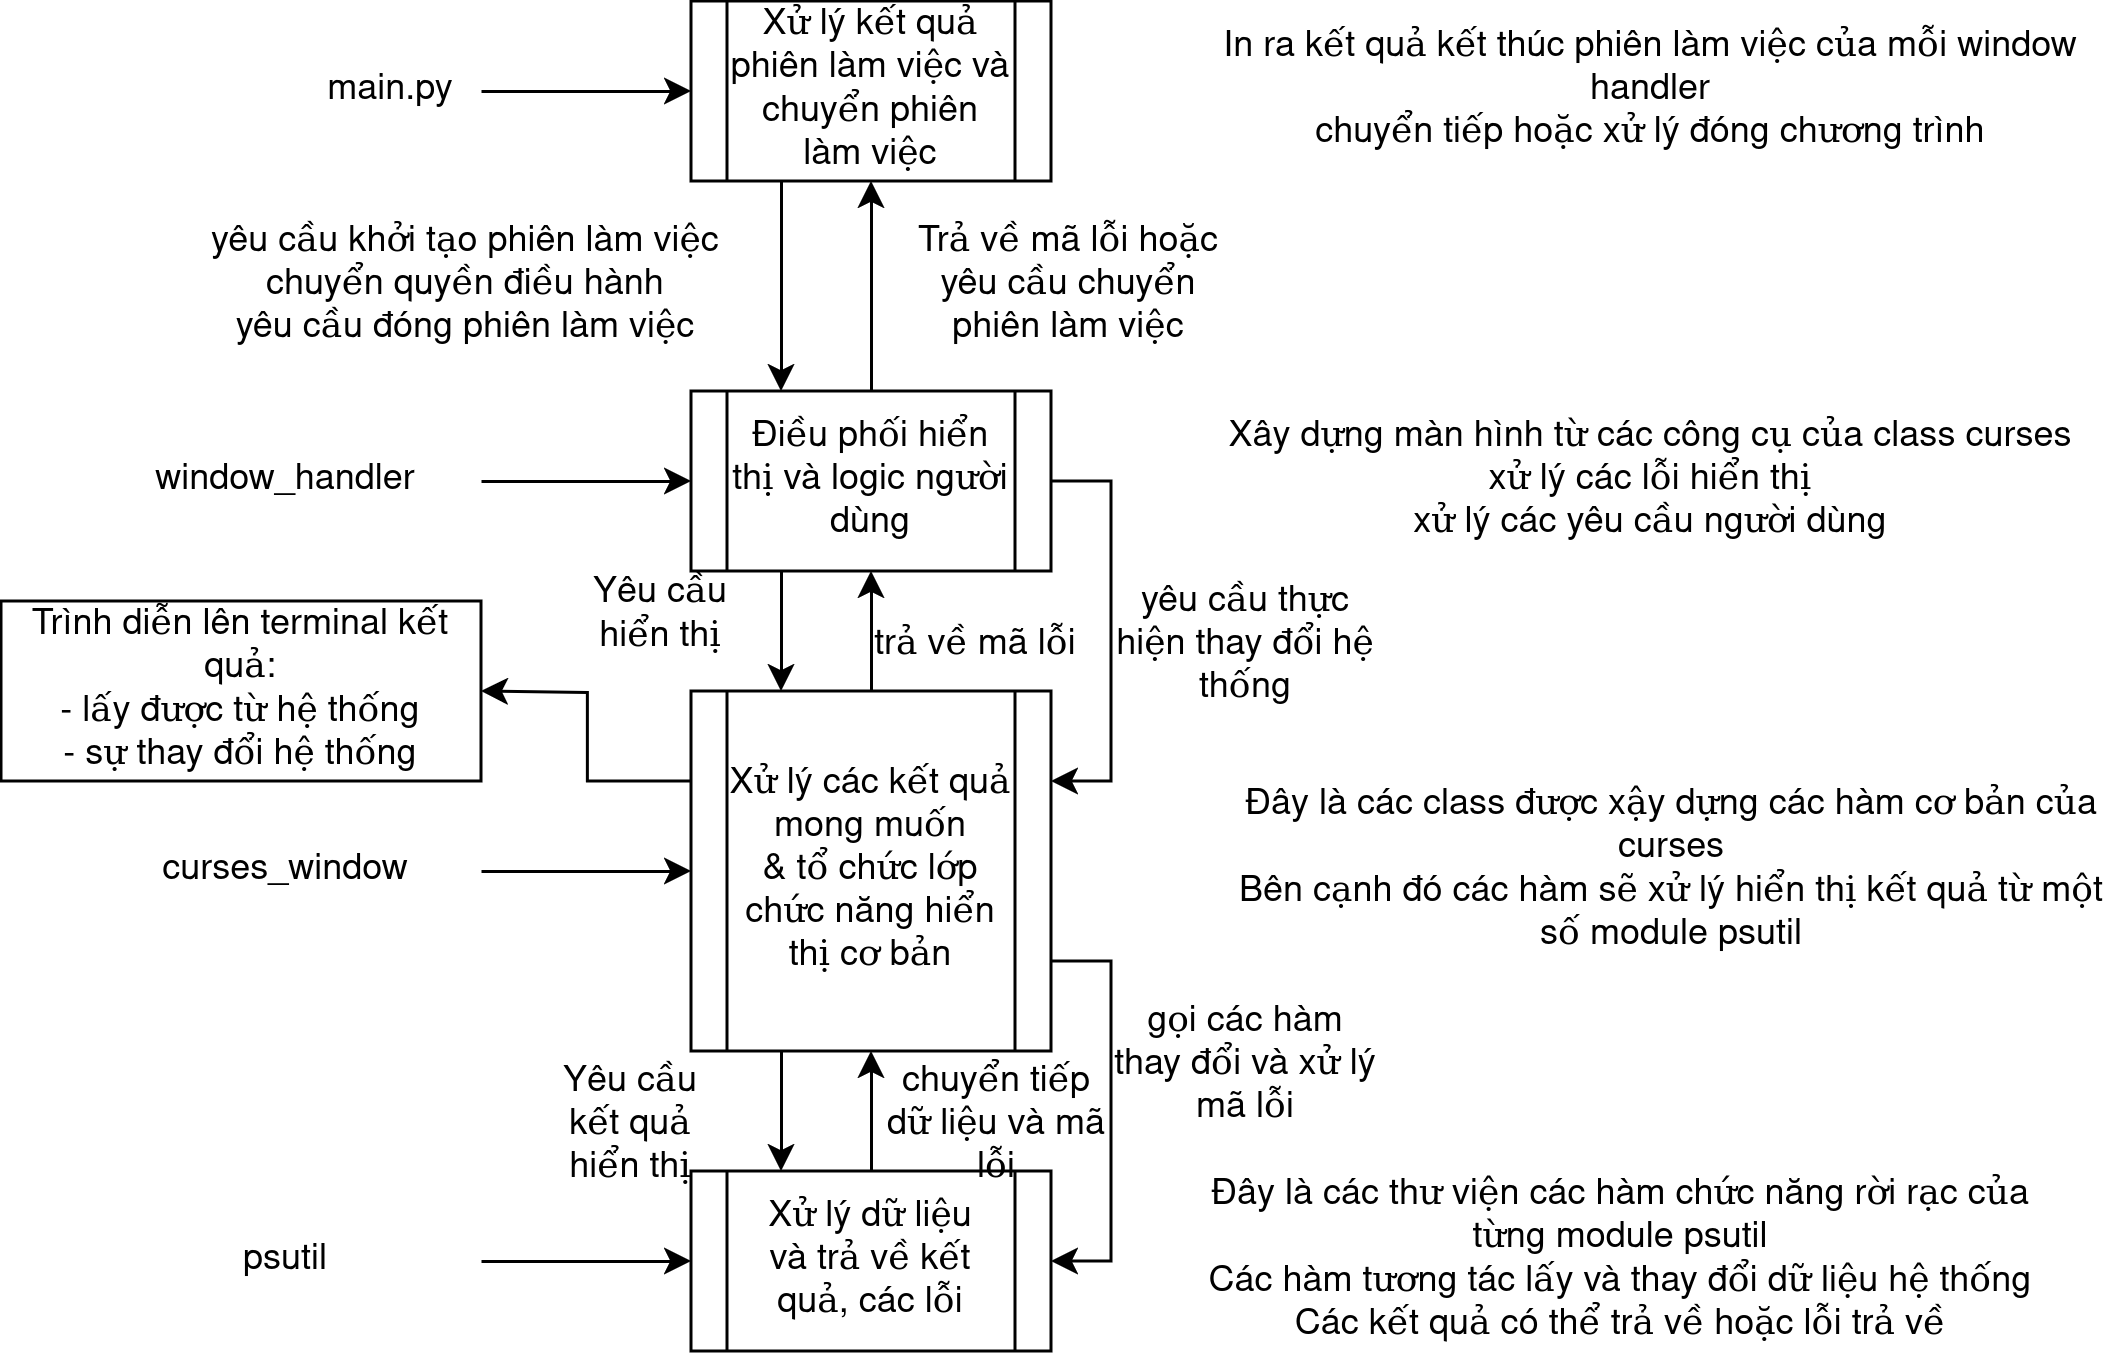 Xử lý kết quả
phiên làm việc và
chuyển phiên
làm việc
main.py
In ra kết quả kết thúc phiên làm việc của mỗi window
handler
chuyển tiếp hoặc xử lý đóng chương trình
yêu cầu khởi tạo phiên làm việc
chuyển quyền điều hành
yêu cầu đóng phiên làm việc
Trả về mã lỗi hoặc
yêu cầu chuyển
phiên làm việc
window_handler
Điều phối hiển
thị và logic người
dùng
Xây dựng màn hình từ các công cụ của class curses
xử lý các lỗi hiển thị
xử lý các yêu cầu người dùng
Yêu cầu
hiển thị
trả về mã lỗi
yêu cầu thực
hiện thay đổi hệ
thống
Trình diễn lên terminal kết
quả:
- lấy được từ hệ thống
- sự thay đổi hệ thống
curses_window
Xử lý các kết quả
mong muốn
& tổ chức lớp
chức năng hiển
thị cơ bản
Đây là các class được xậy dựng các hàm cơ bản của
curses
Bên cạnh đó các hàm sẽ xử lý hiển thị kết quả từ một
số module psutil
Yêu cầu
kết quả
hiển thị
chuyển tiếp
dữ liệu và mã
lỗi
gọi các hàm
thay đổi và xử lý
mã lỗi
psutil
Xử lý dữ liệu
và trả về kết
quả, các lỗi
Đây là các thư viện các hàm chức năng rời rạc của
từng module psutil
Các hàm tương tác lấy và thay đổi dữ liệu hệ thống
Các kết quả có thể trả về hoặc lỗi trả về